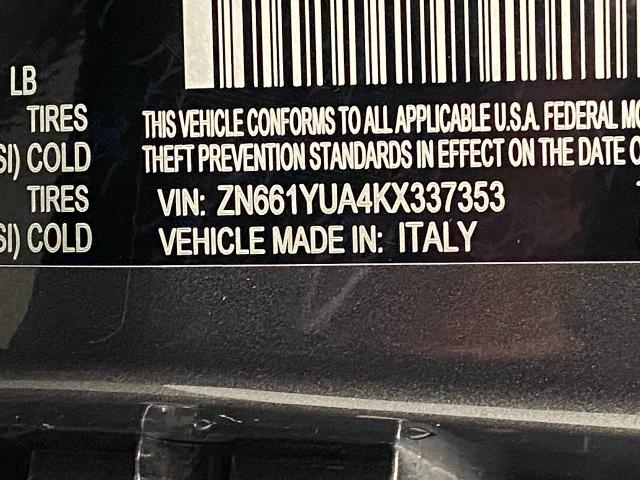 LB
TIRES
SI) COLD
TIRES
SI) COLD
THIS VEHICLE CONFORMS TO ALL APPLICABLE U.S.A. FEDERAL MO
THEFT PREVENTION STANDARDS IN EFFECT ON THE DATE O
VIN: ZN661YUA4KX337353
VEHICLE MADE IN: ITALY